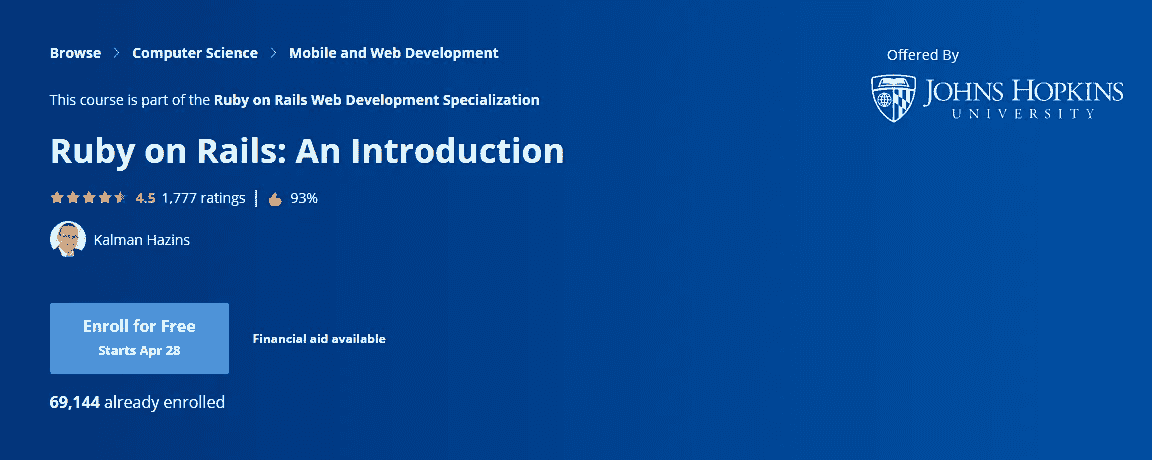 Browse > Computer Science > Mobile and Web Development
Offered By
JOHNS HOPKINS
UNIVERSITY
This course is part of the Ruby on Rails Web Development Specialization
Ruby on Rails: An Introduction
4.5 1,777 ratings | 93%
Kalman Hazins
Enroll for Free
Starts Apr 28
Financial aid available
69,144 already enrolled